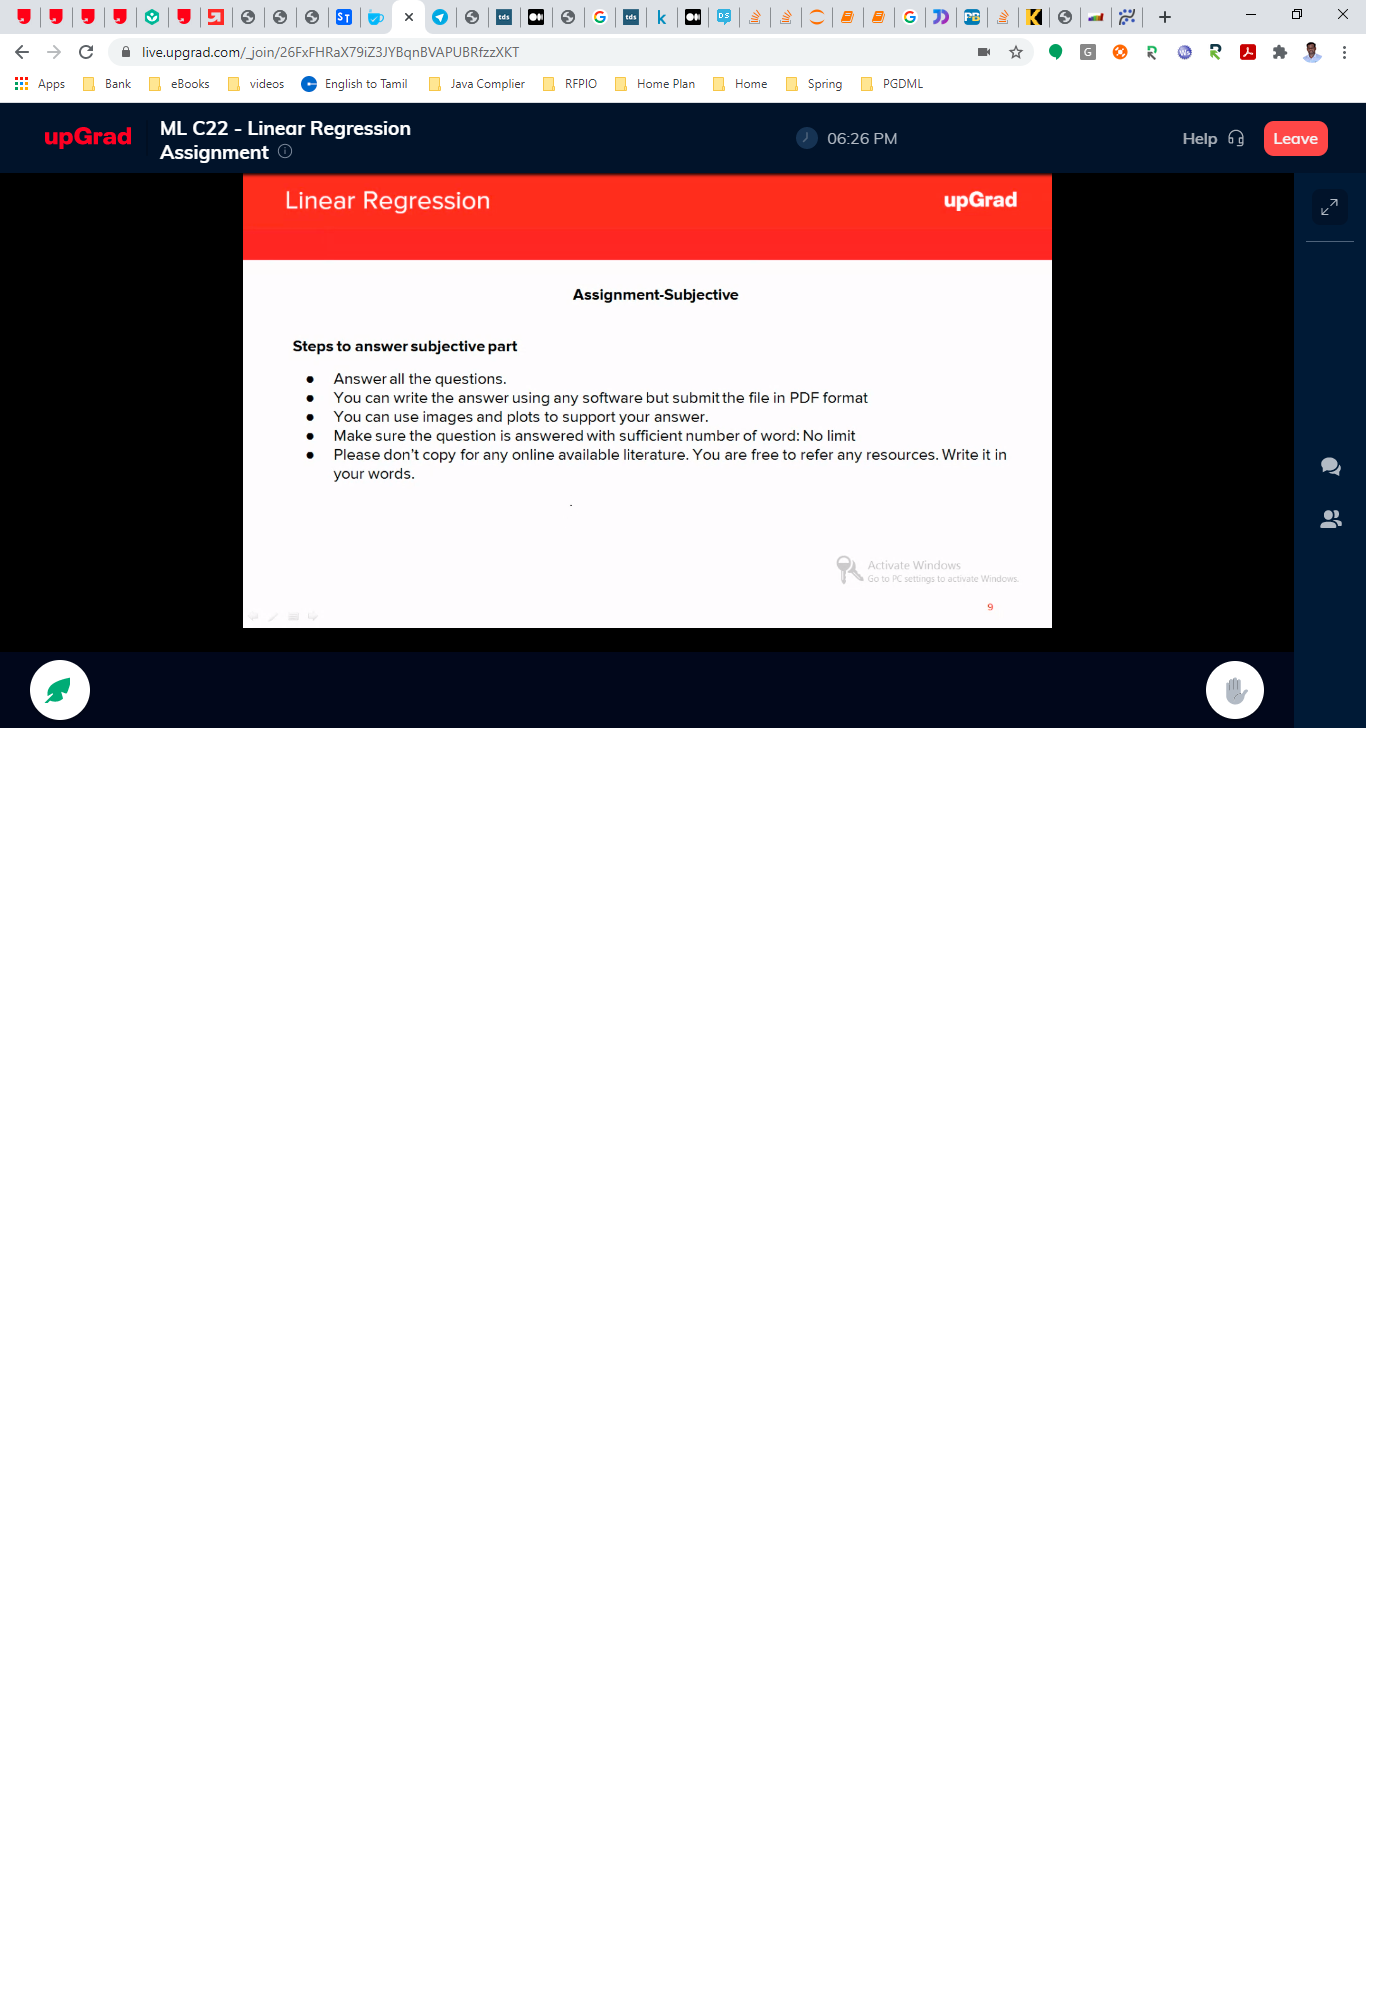 live.upgrad.com/_join/26FxFHRaX79iZ3JYBqnBVAPUBRfzzXKT
Apps Bank eBooks videos English to Tamil Java Complier RFPIO Home Plan Home Spring PGDML
upGrad
ML C22 - Linear Regression
Assignment
06:26 PM
Help
Leave
Linear Regression
upGrad
Assignment-Subjective
Steps to answer subjective part
● Answer all the questions.
● You can write the answer using any software but submit the file in PDF format
● You can use images and plots to support your answer.
● Make sure the question is answered with sufficient number of word: No limit
● Please don't copy for any online available literature. You are free to refer any resources. Write it in
your words.
Activate Windows
Go to PC settings to activate Windows.
9